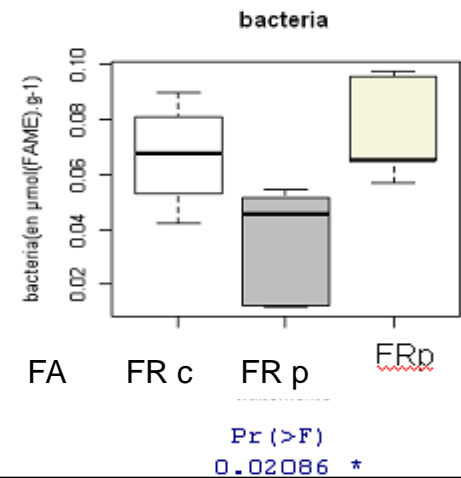 bacteria
bacteria(en µmol(FAME).g-1)
0.10
0.08
0.06
0.04
0.02
FRp
FA FR c FR p
Pr(>F)
0.02086 *